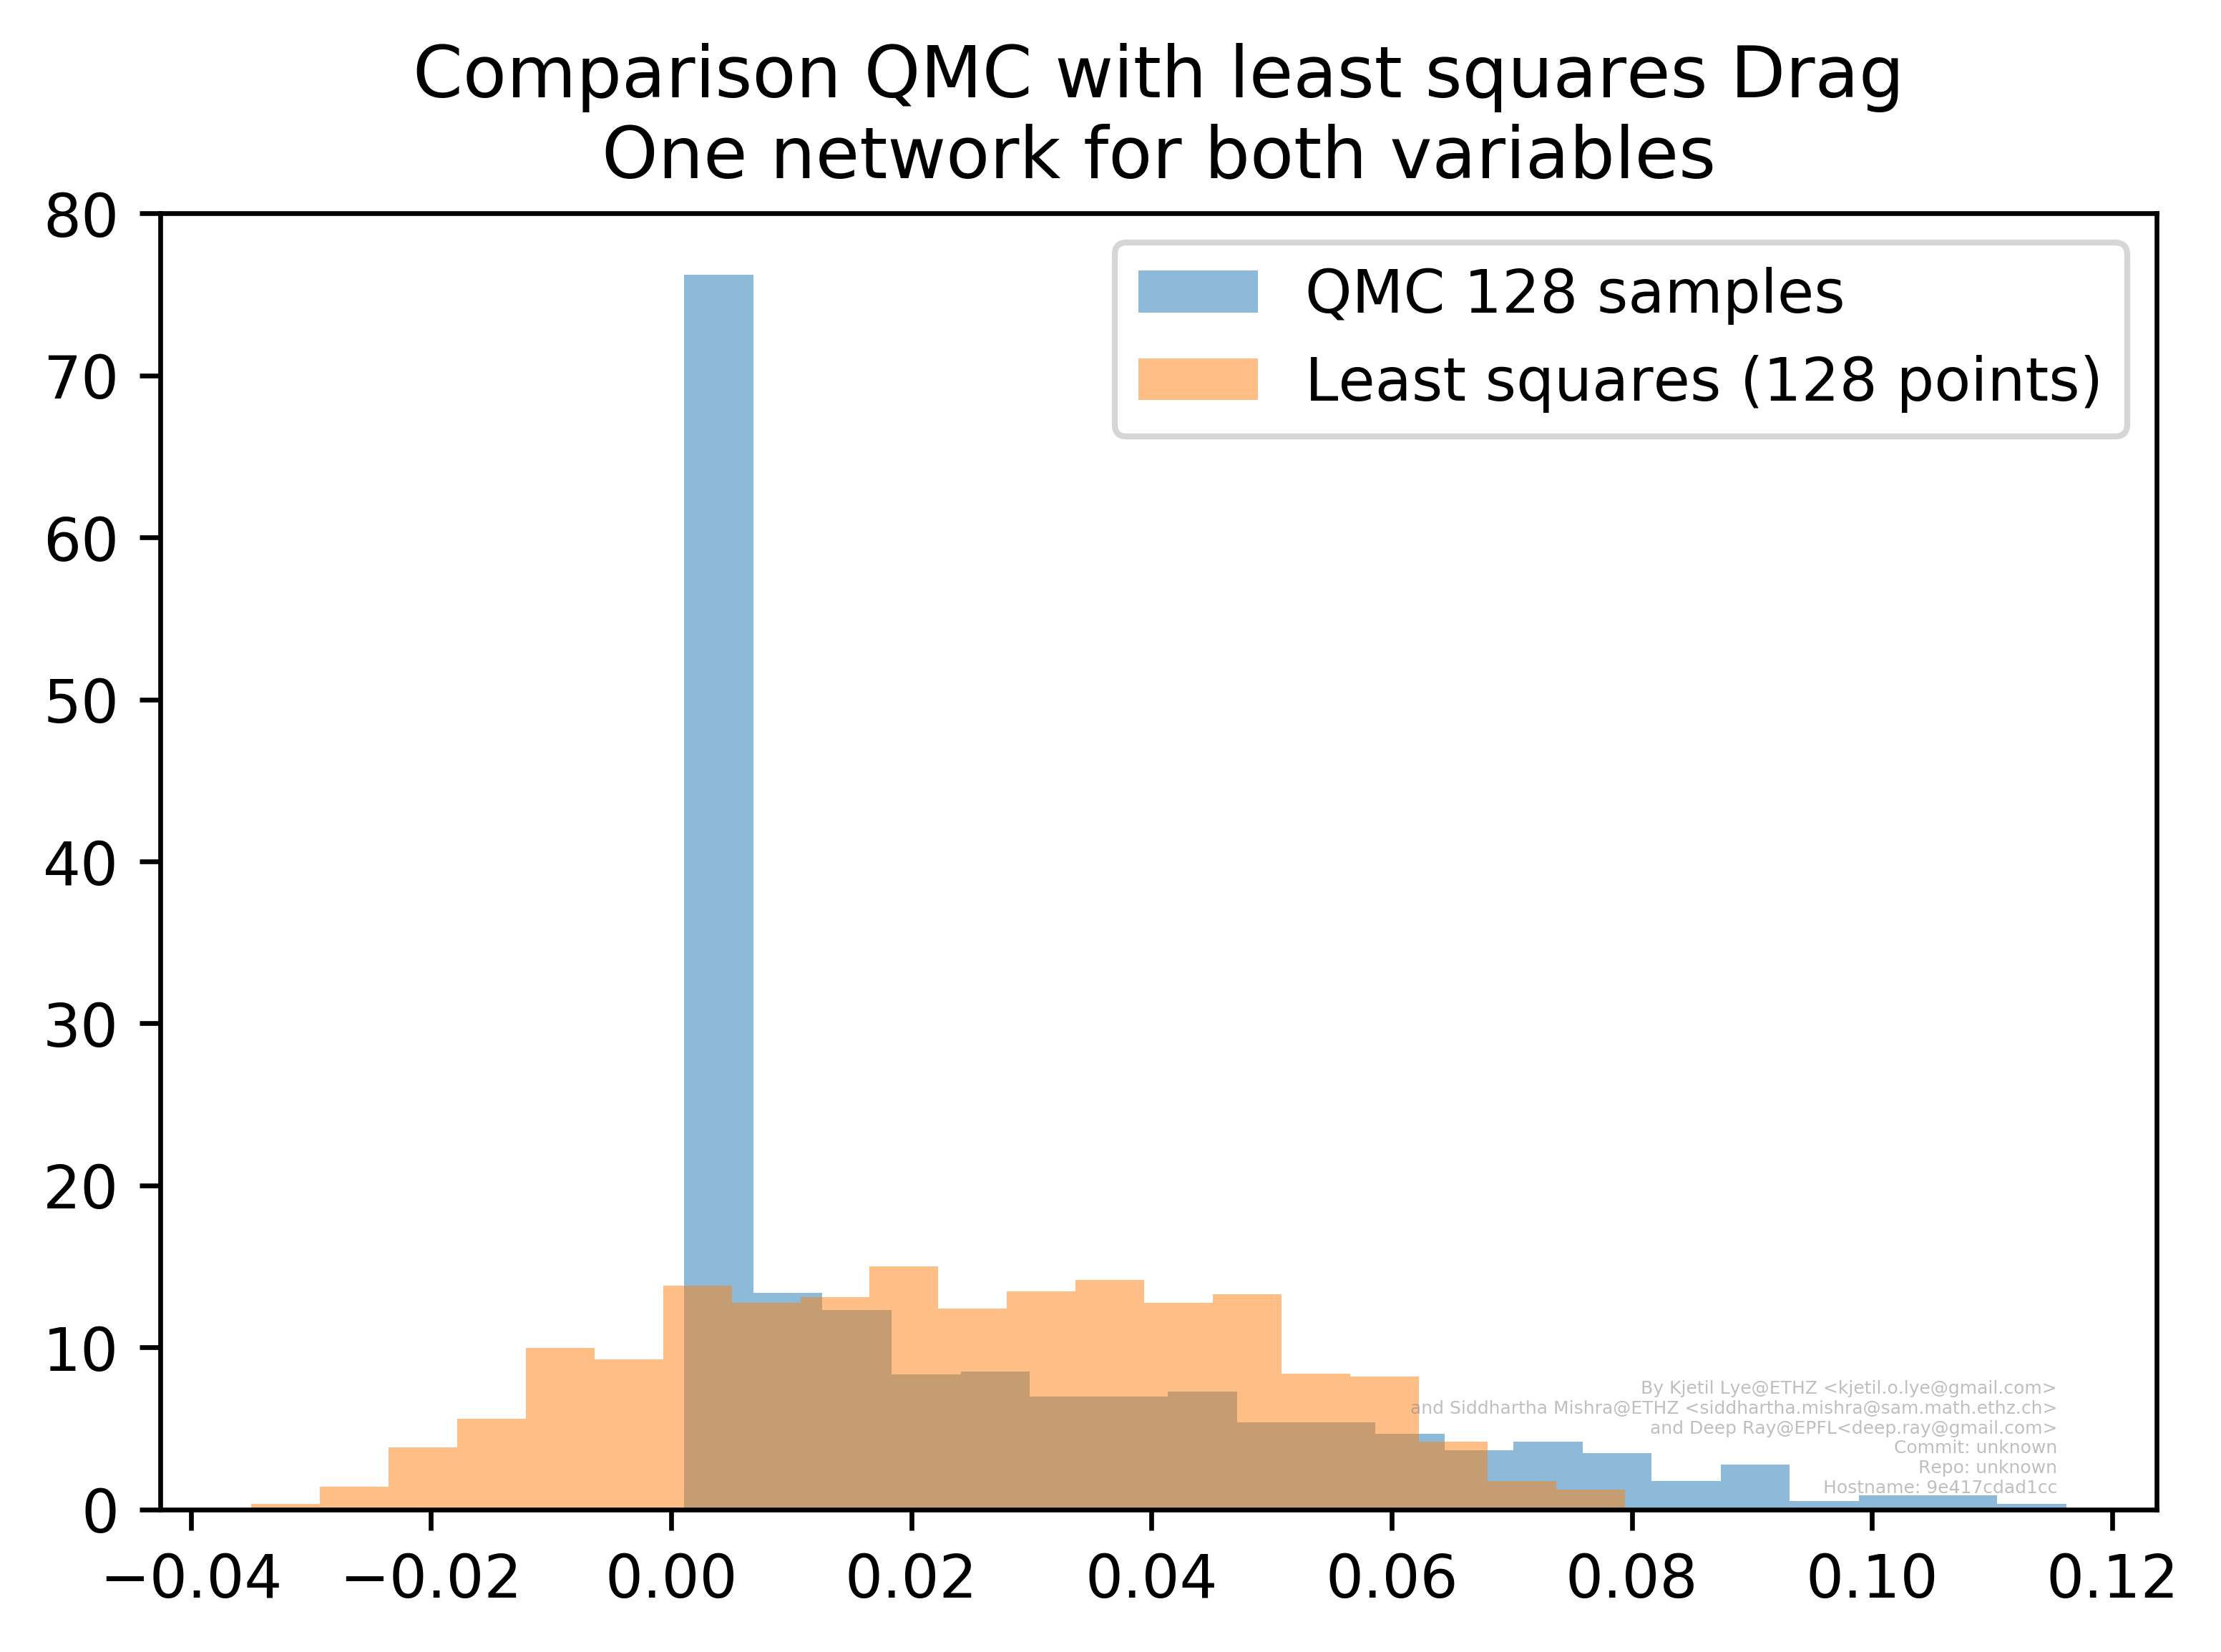 Comparison QMC with least squares Drag
One network for both variables
80
70
60
50
40
30
20
10
0
QMC 128 samples
Least squares (128 points)
By Kjetil Lye@ETHZ <kjetil.o.lye@gmail.com>
and Siddhartha Mishra@ETHZ <siddhartha.mishra@sam.math.ethz.ch>
and Deep Ray@EPFL<deep.ray@gmail.com>
Commit: unknown
Repo: unknown
Hostname: 9e417cdad1cc
−0.04 −0.02 0.00 0.02 0.04 0.06 0.08 0.10 0.12